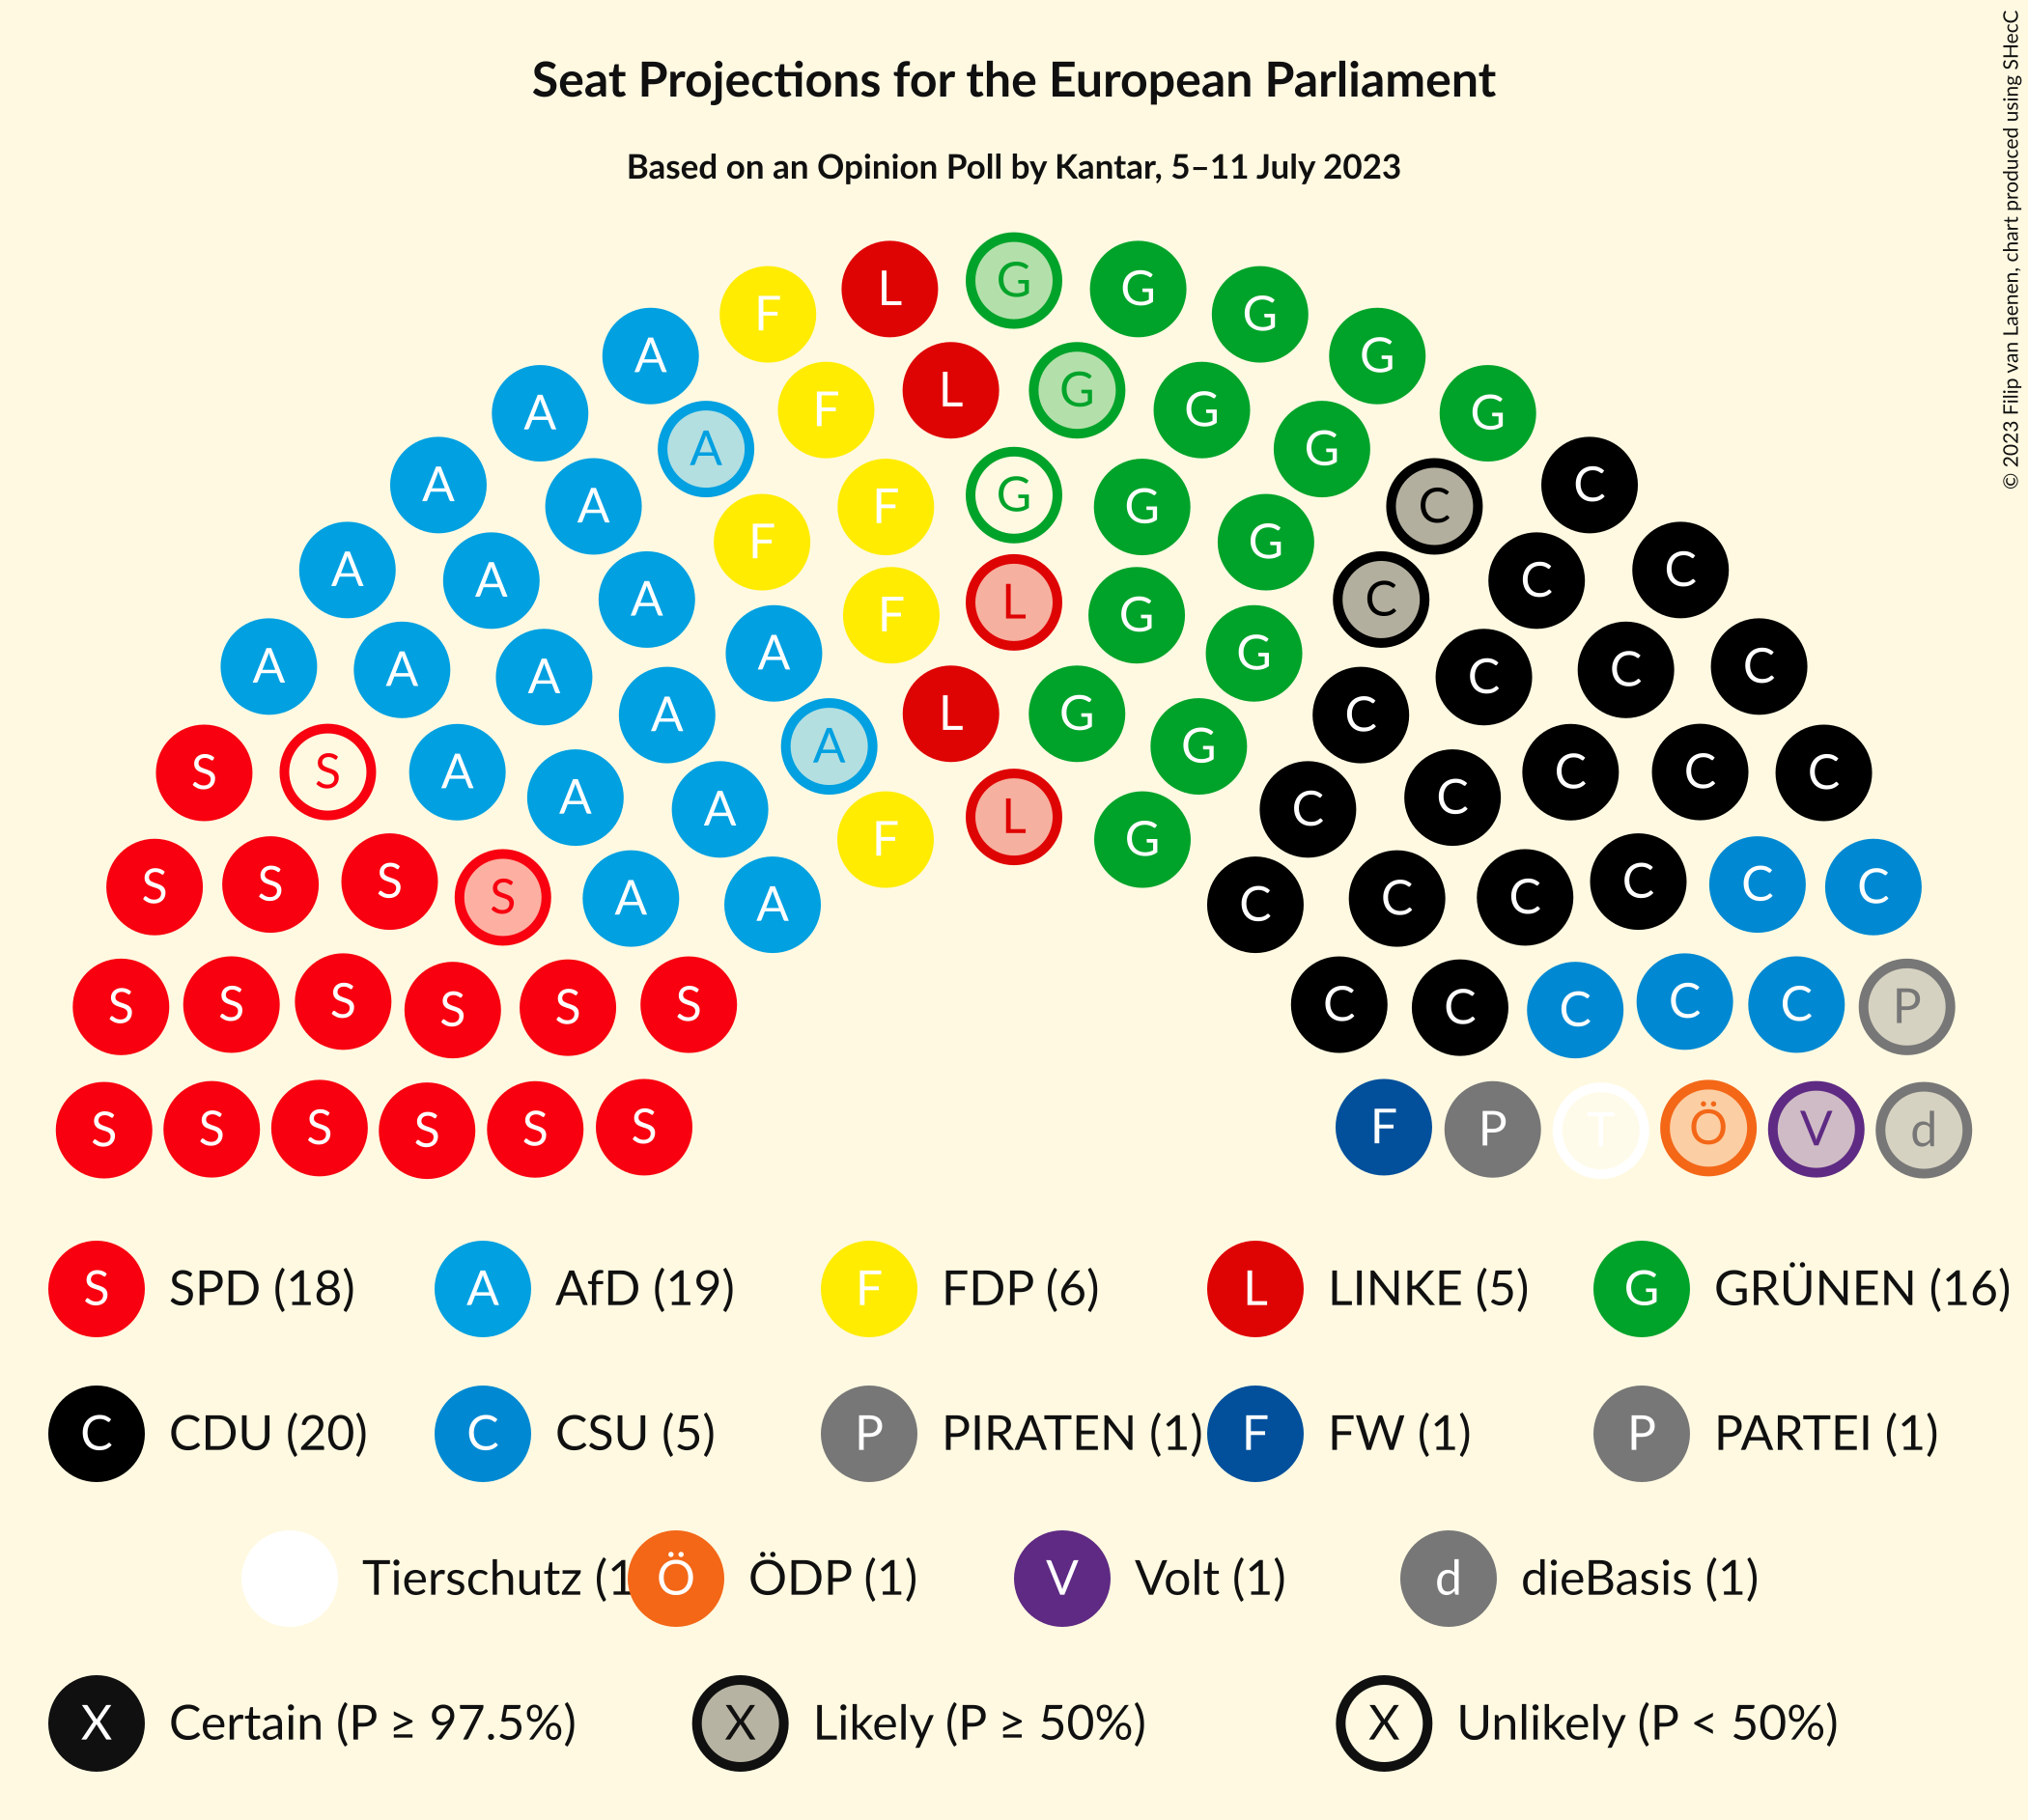 Seat Projections for the European Parliament
Based on an Opinion Poll by Kantar, 5–11 July 2023
© 2023 Filip van Laenen, chart produced using SHecC
L G G G
F G
A L G G
A F G G
A A G C
A F G C
A F G G C
A A C C
A A F L G C
A A L G C C
A A G C
S S A A A F L G C C C C C
S S S S A A C C C C C C
S S S S S S C C C C C P
S S S S S S F P T Ö V d
S SPD (18) A AfD (19) F FDP (6) L LINKE (5) G GRÜNEN (16)
C CDU (20) C CSU (5) P PIRATEN (1) F FW (1) P PARTEI (1)
Tierschutz (1 Ö ÖDP (1) V Volt (1) d dieBasis (1)
X Certain (P ≥ 97.5%) X Likely (P ≥ 50%) X Unlikely (P < 50%)